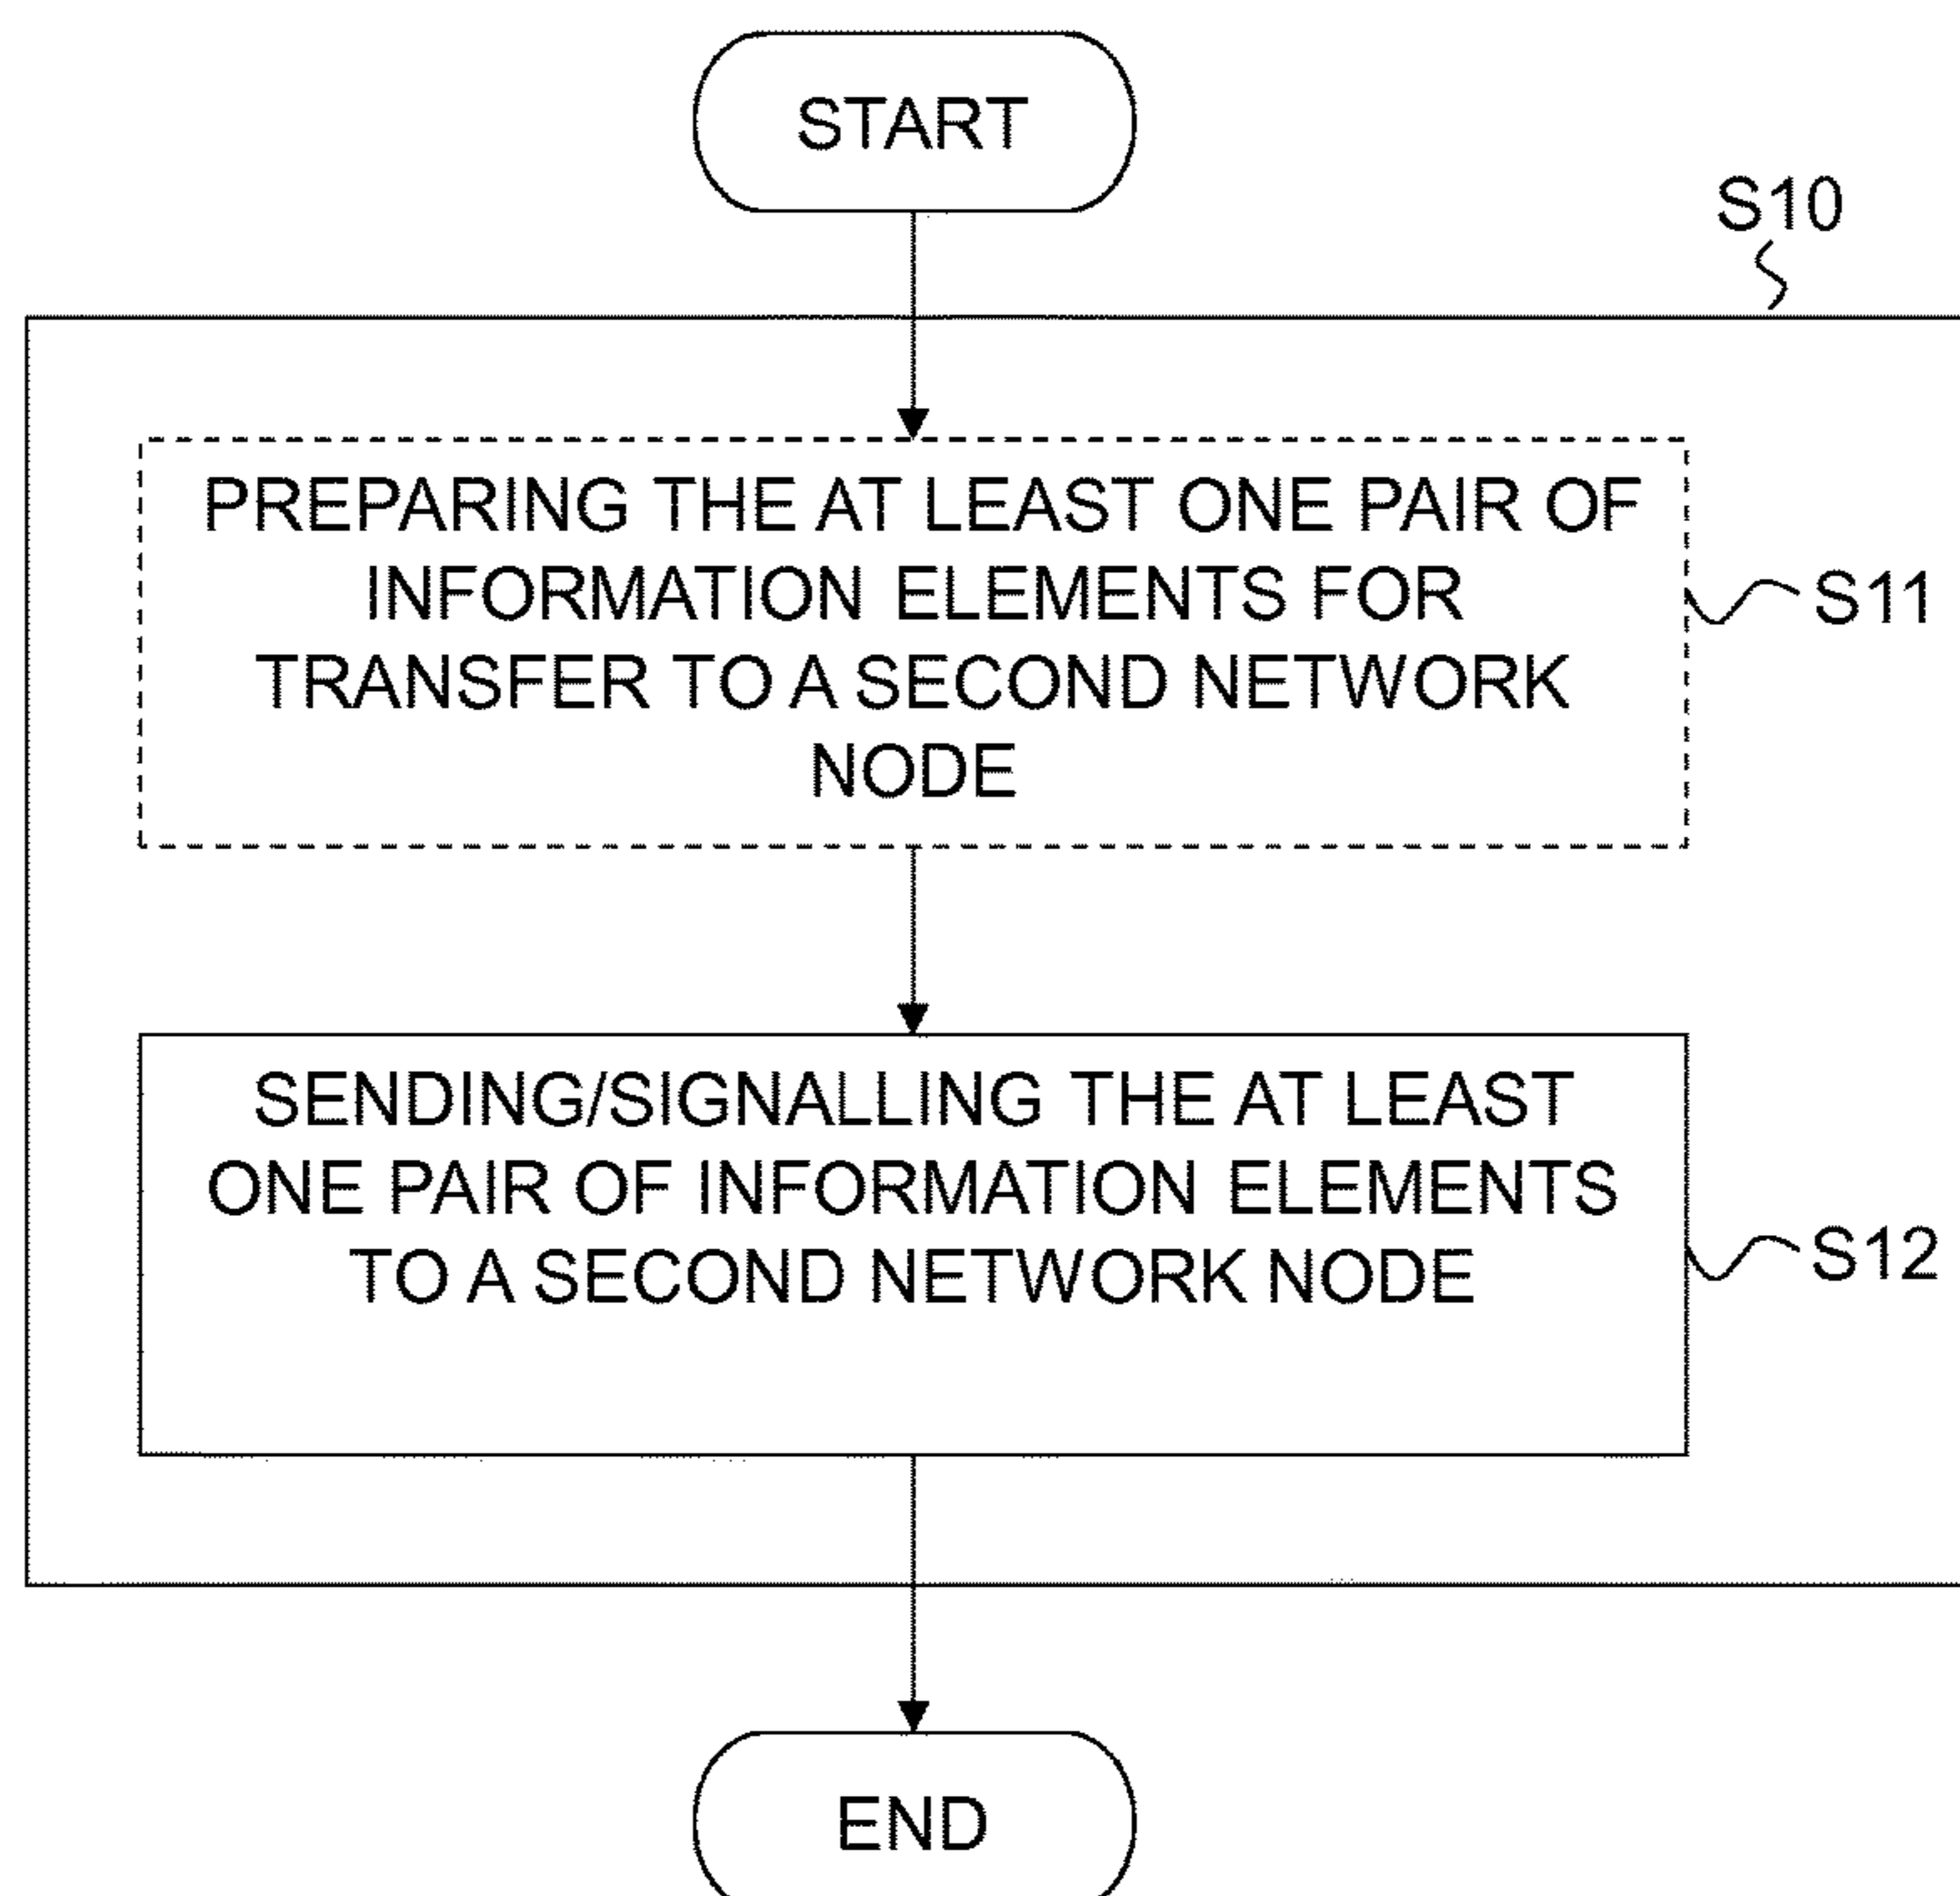 START
S10
PREPARING THE AT LEAST ONE PAIR OF
INFORMATION ELEMENTS FOR
TRANSFER TO A SECOND NETWORK
NODE
S11
SENDING/SIGNALLING THE AT LEAST
ONE PAIR OF INFORMATION ELEMENTS
TO A SECOND NETWORK NODE
S12
END